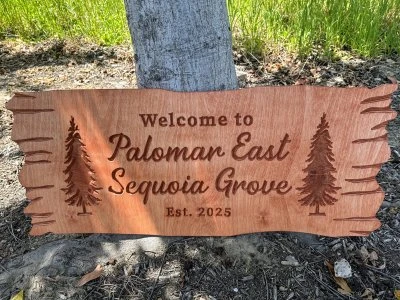 Welcome to
Palomar East
Sequoia Grove
Est. 2025